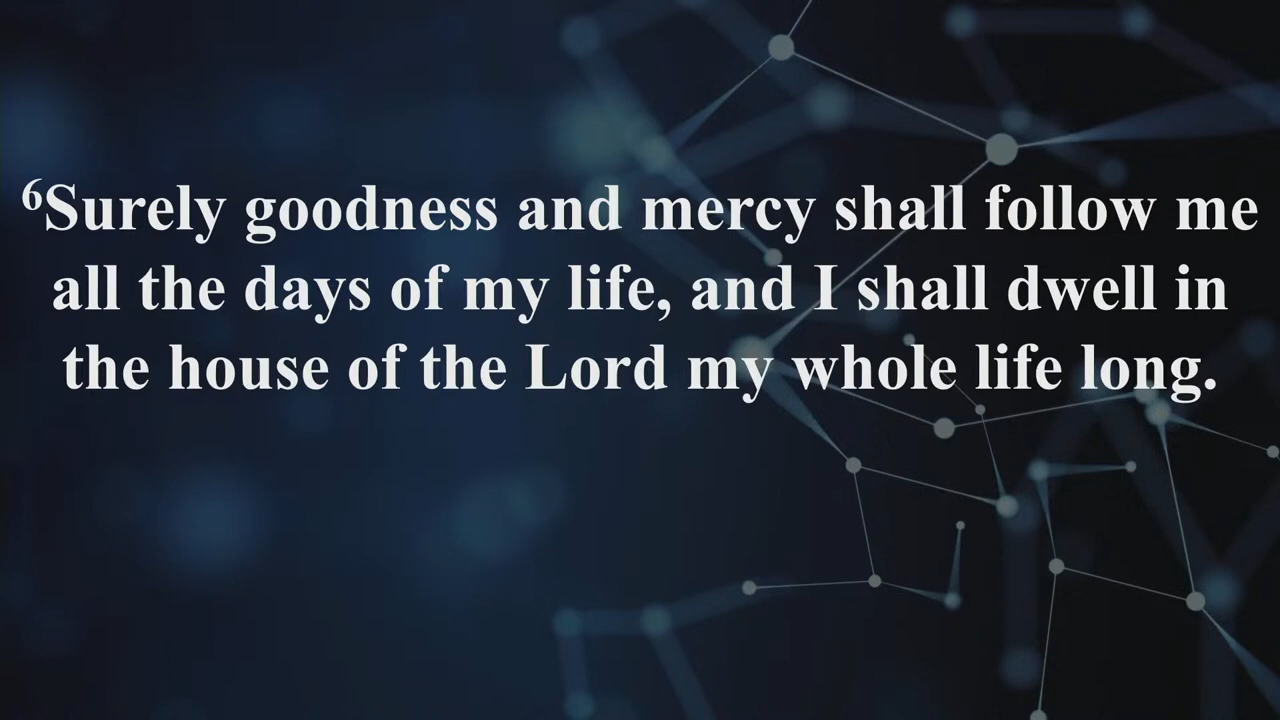 ⁶Surely goodness and mercy shall follow me
all the days of my life, and I shall dwell in
the house of the Lord my whole life long.